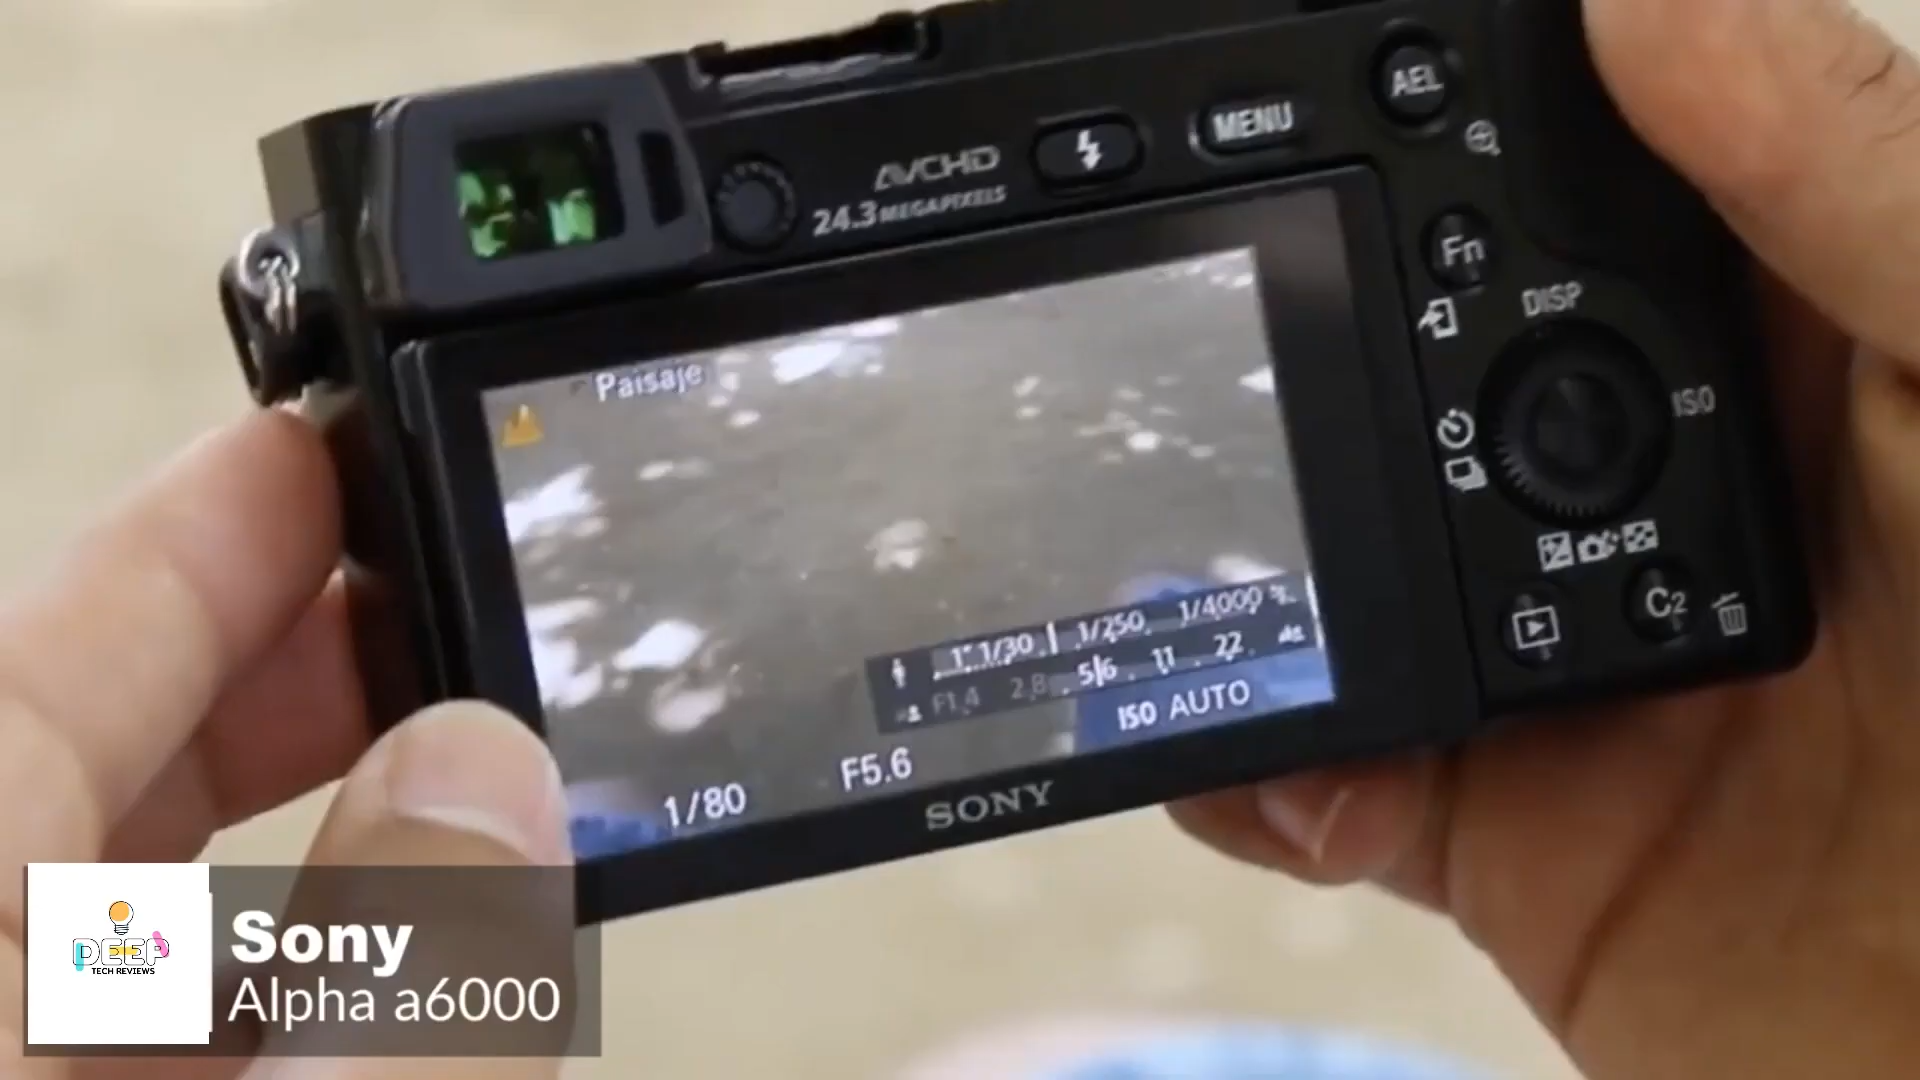 AEL
MENU
AVCHD
24.3 MEGAPIXELS
Fn
DISP
Paisaje
ISO
1" 1/30 1/250 1/4000
F1.4 2.8 5.6 11 22
C2
ISO AUTO
1/80 F5.6
SONY
DEEP
TECH REVIEWS
Sony
Alpha a6000